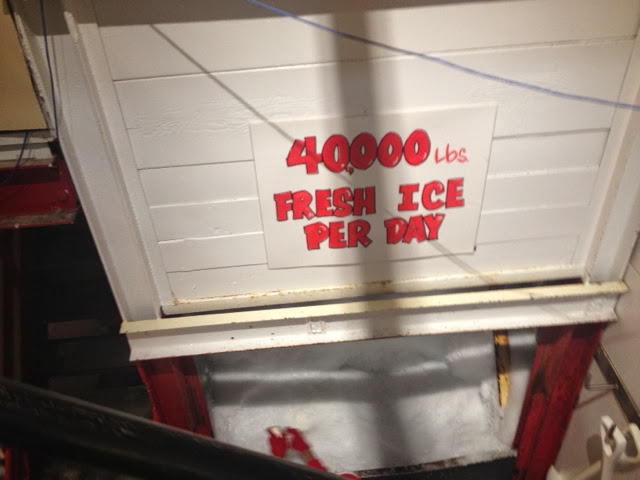 40,000 Lbs.
FRESH ICE
PER DAY